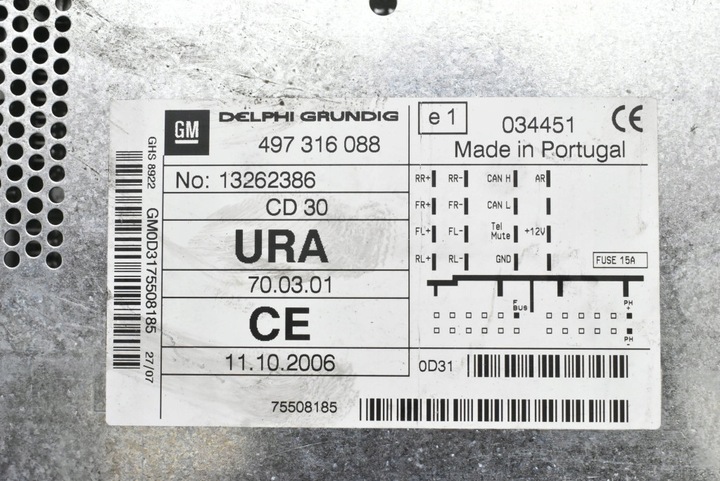 GM
DELPHI GRUNDIG
497 316 088
e 1
034451
CE
Made in Portugal
No: 13262386
CD 30
URA
70.03.01
CE
11.10.2006
RR+ RR- CAN H AR
FR+ FR- CAN L
FL+ FL- Tel Mute +12V
RL+ RL- GND
FUSE 15A
F BUS
PH +
PH -
0D31
75508185
GHS 8922
GM0D3175508185
27/07